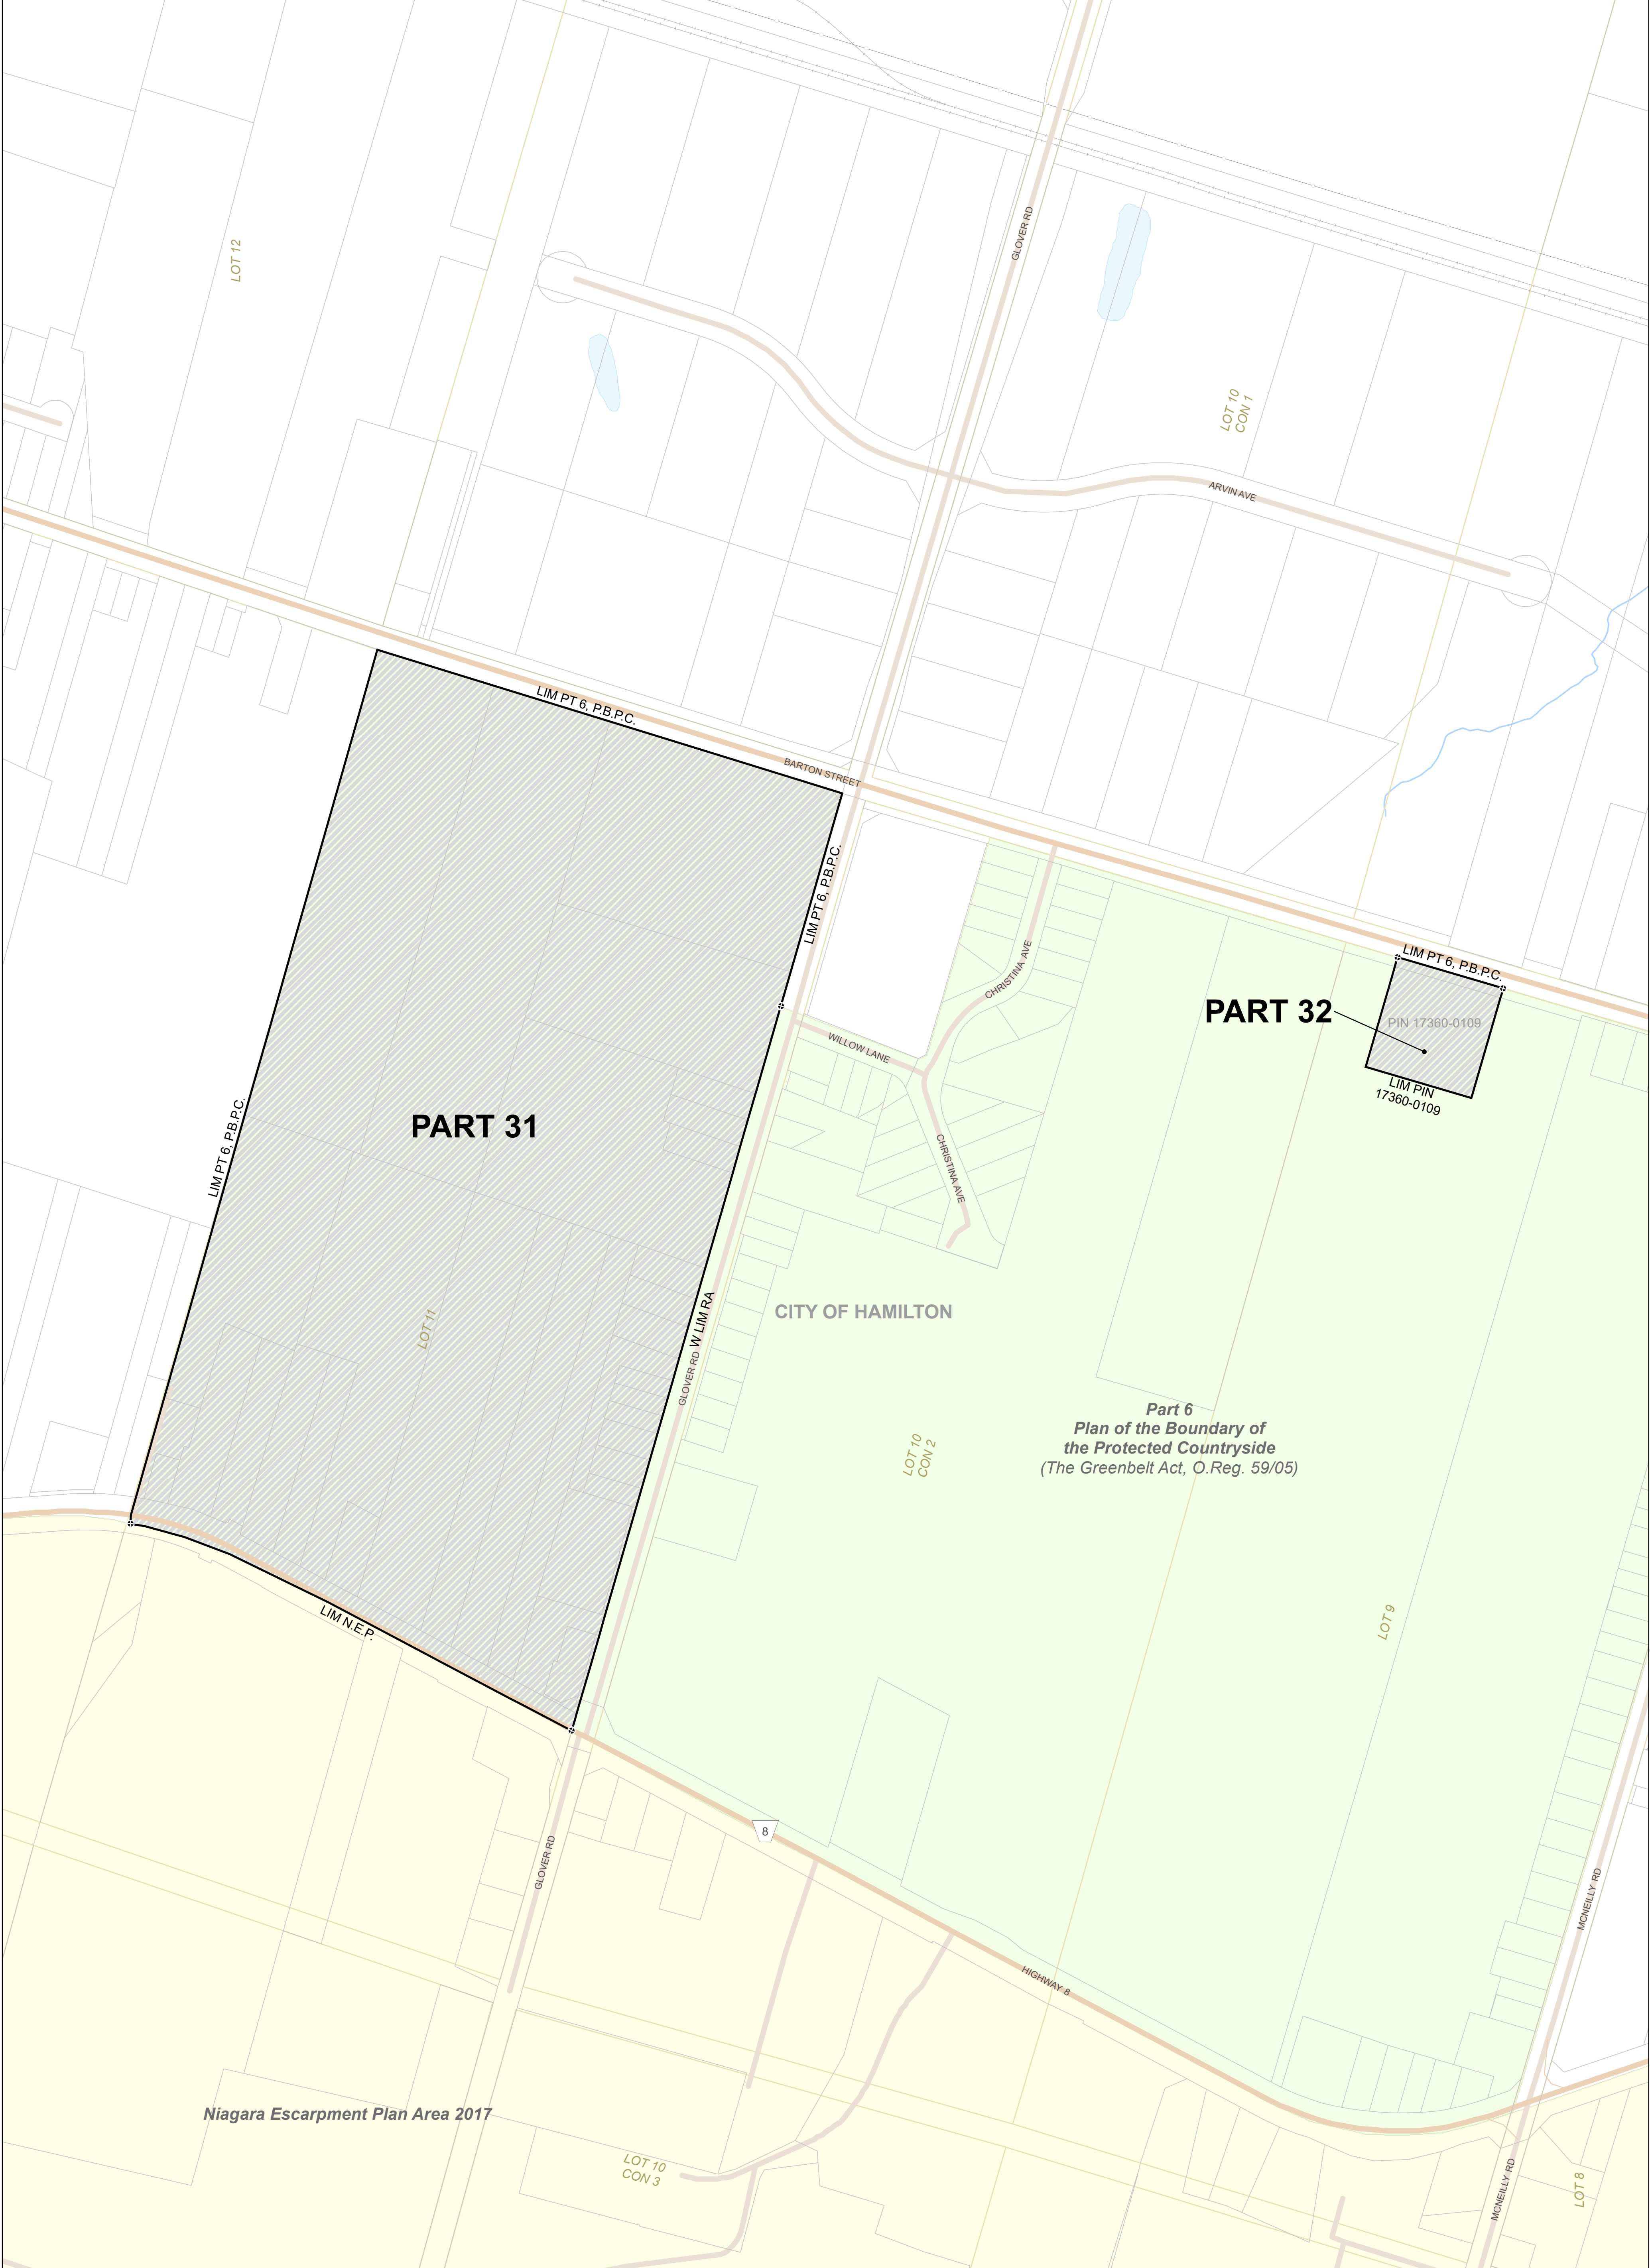 GLOVER RD
LOT 12
LOT 10
CON 1
ARVIN AVE
LIM PT 6, P.B.P.C.
BARTON STREET
LIM PT 6, P.B.P.C.
CHRISTINA AVE
LIM PT 6, P.B.P.C.
PART 32
PIN 17360-0109
WILLOW LANE
LIM PIN
17360-0109
LIM PT 6, P.B.P.C.
PART 31
CHRISTINA AVE
CITY OF HAMILTON
LOT 11
W LIM RA
GLOVER RD
Part 6
Plan of the Boundary of
the Protected Countryside
(The Greenbelt Act, O.Reg. 59/05)
LOT 10
CON 2
LIM N.E.P.
LOT 9
8
GLOVER RD
MCNEILLY RD
HIGHWAY 8
Niagara Escarpment Plan Area 2017
LOT 10
CON 3
MCNEILLY RD
LOT 8